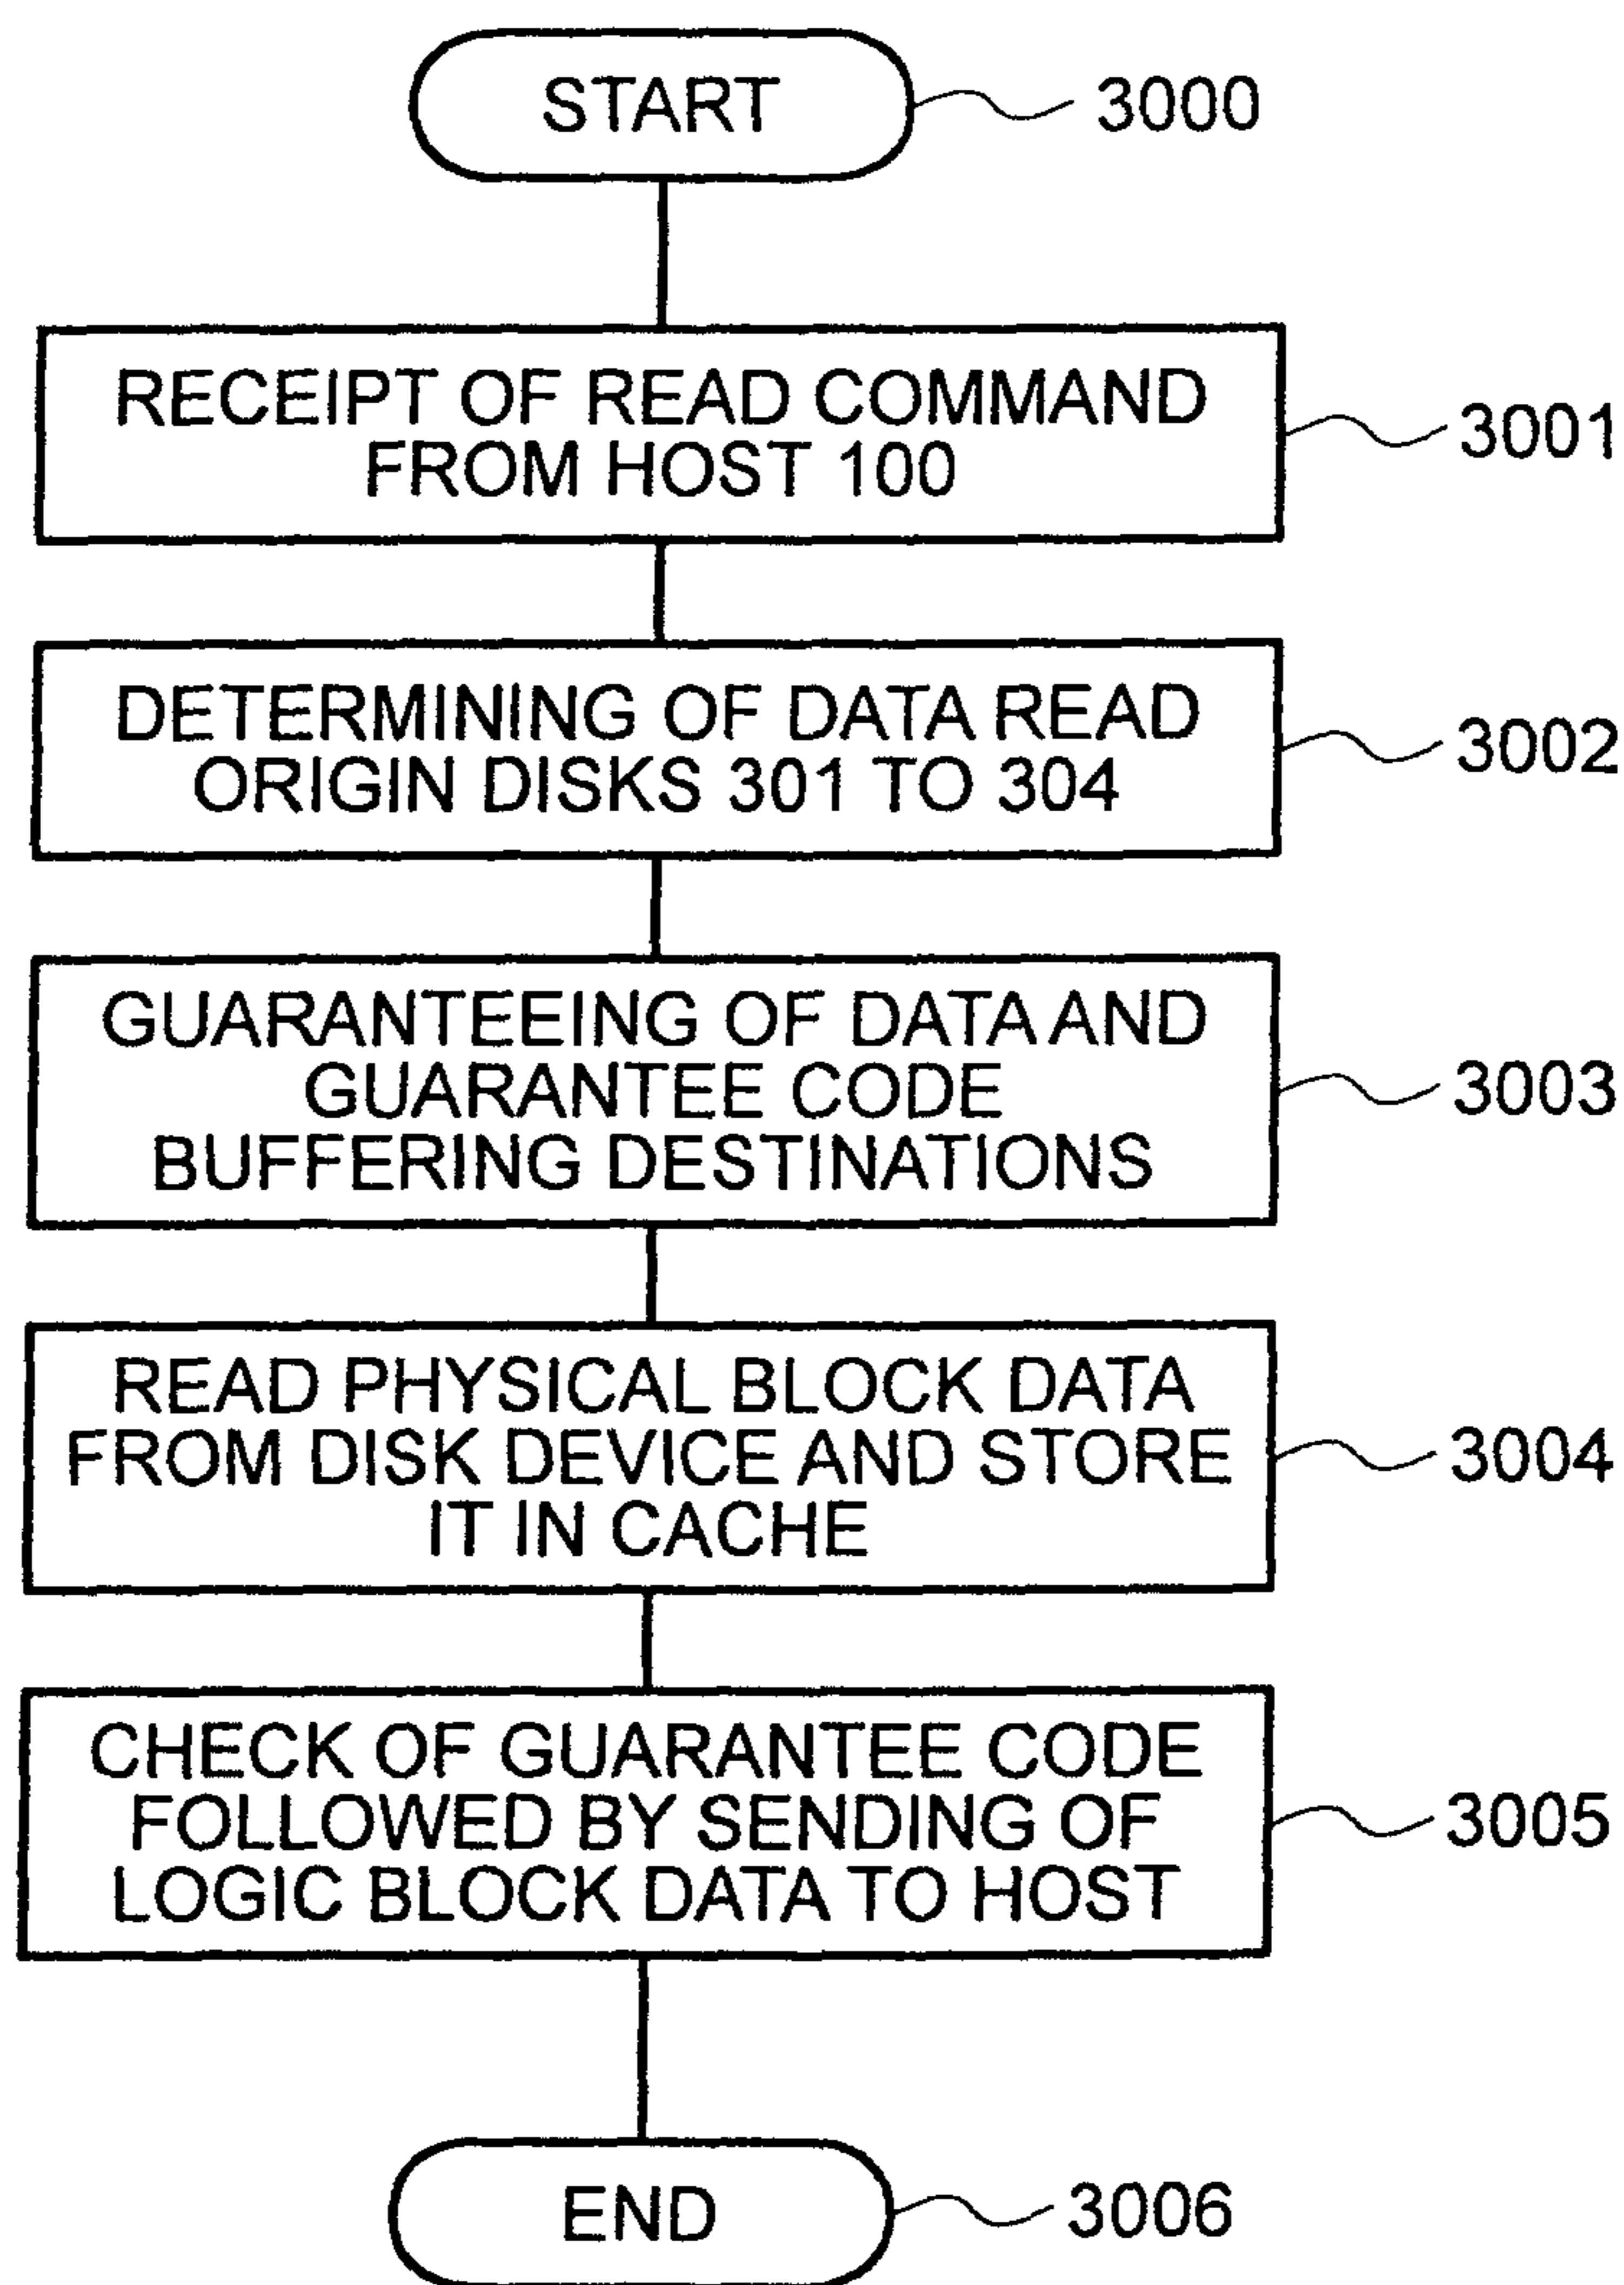 START
3000
RECEIPT OF READ COMMAND
FROM HOST 100
3001
DETERMINING OF DATA READ
ORIGIN DISKS 301 TO 304
3002
GUARANTEEING OF DATA AND
GUARANTEE CODE
BUFFERING DESTINATIONS
3003
READ PHYSICAL BLOCK DATA
FROM DISK DEVICE AND STORE
IT IN CACHE
3004
CHECK OF GUARANTEE CODE
FOLLOWED BY SENDING OF
LOGIC BLOCK DATA TO HOST
3005
END
3006